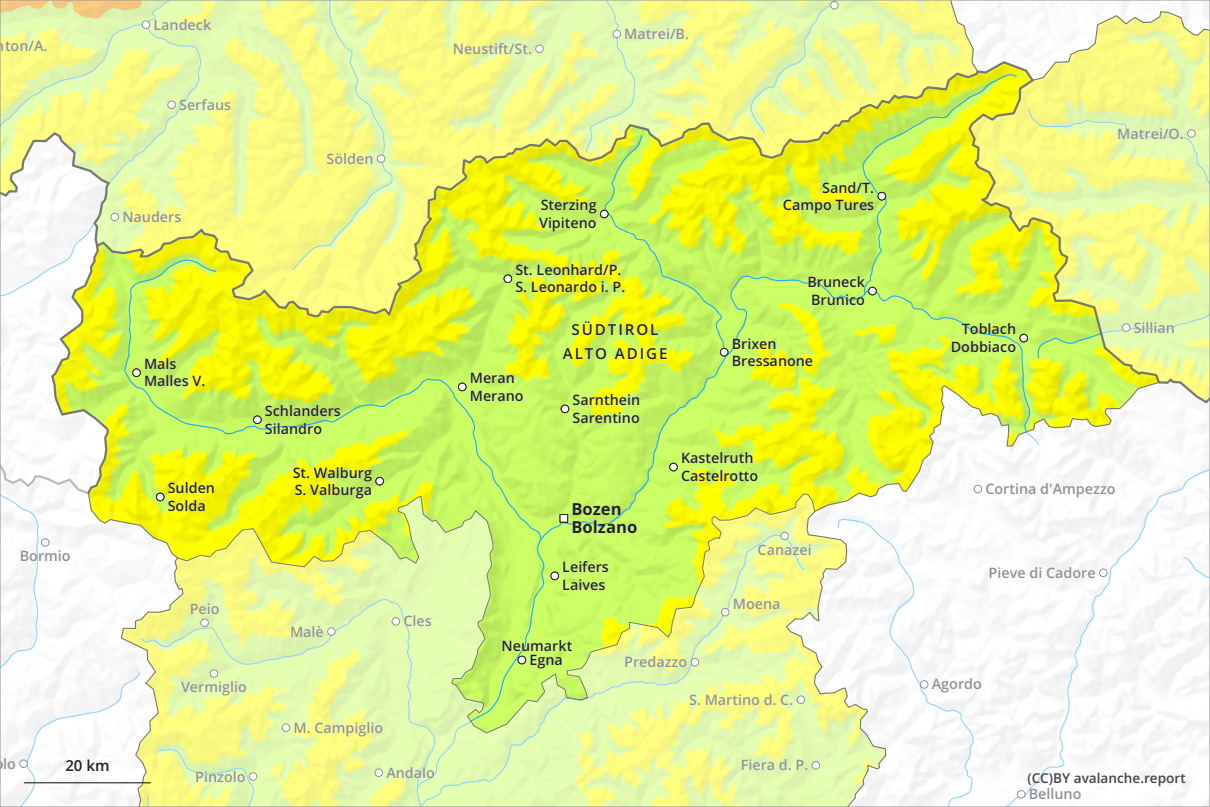 Landeck
Matrei/B.
Neustift/St.
Serfaus
Matrei/O.
Sölden
Sand/T.
Campo Tures
Nauders
Sterzing
Vipiteno
St. Leonhard/P.
S. Leonardo i. P.
Bruneck
Brunico
SÜDTIROL
ALTO ADIGE
Toblach
Dobbiaco
Sillian
Brixen
Bressanone
Mals
Malles V.
Meran
Merano
Sarnthein
Sarentino
Schlanders
Silandro
Kastelruth
Castelrotto
St. Walburg
S. Valburga
Sulden
Solda
Cortina d'Ampezzo
Bozen
Bolzano
Bormio
Canazei
Leifers
Laives
Pieve di Cadore
Peio
Moena
Malè
Cles
Neumarkt
Egna
Predazzo
Vermiglio
Agordo
S. Martino d. C.
M. Campiglio
20 km
Pinzolo
Andalo
Fiera d. P.
(CC)BY avalanche.report
Belluno